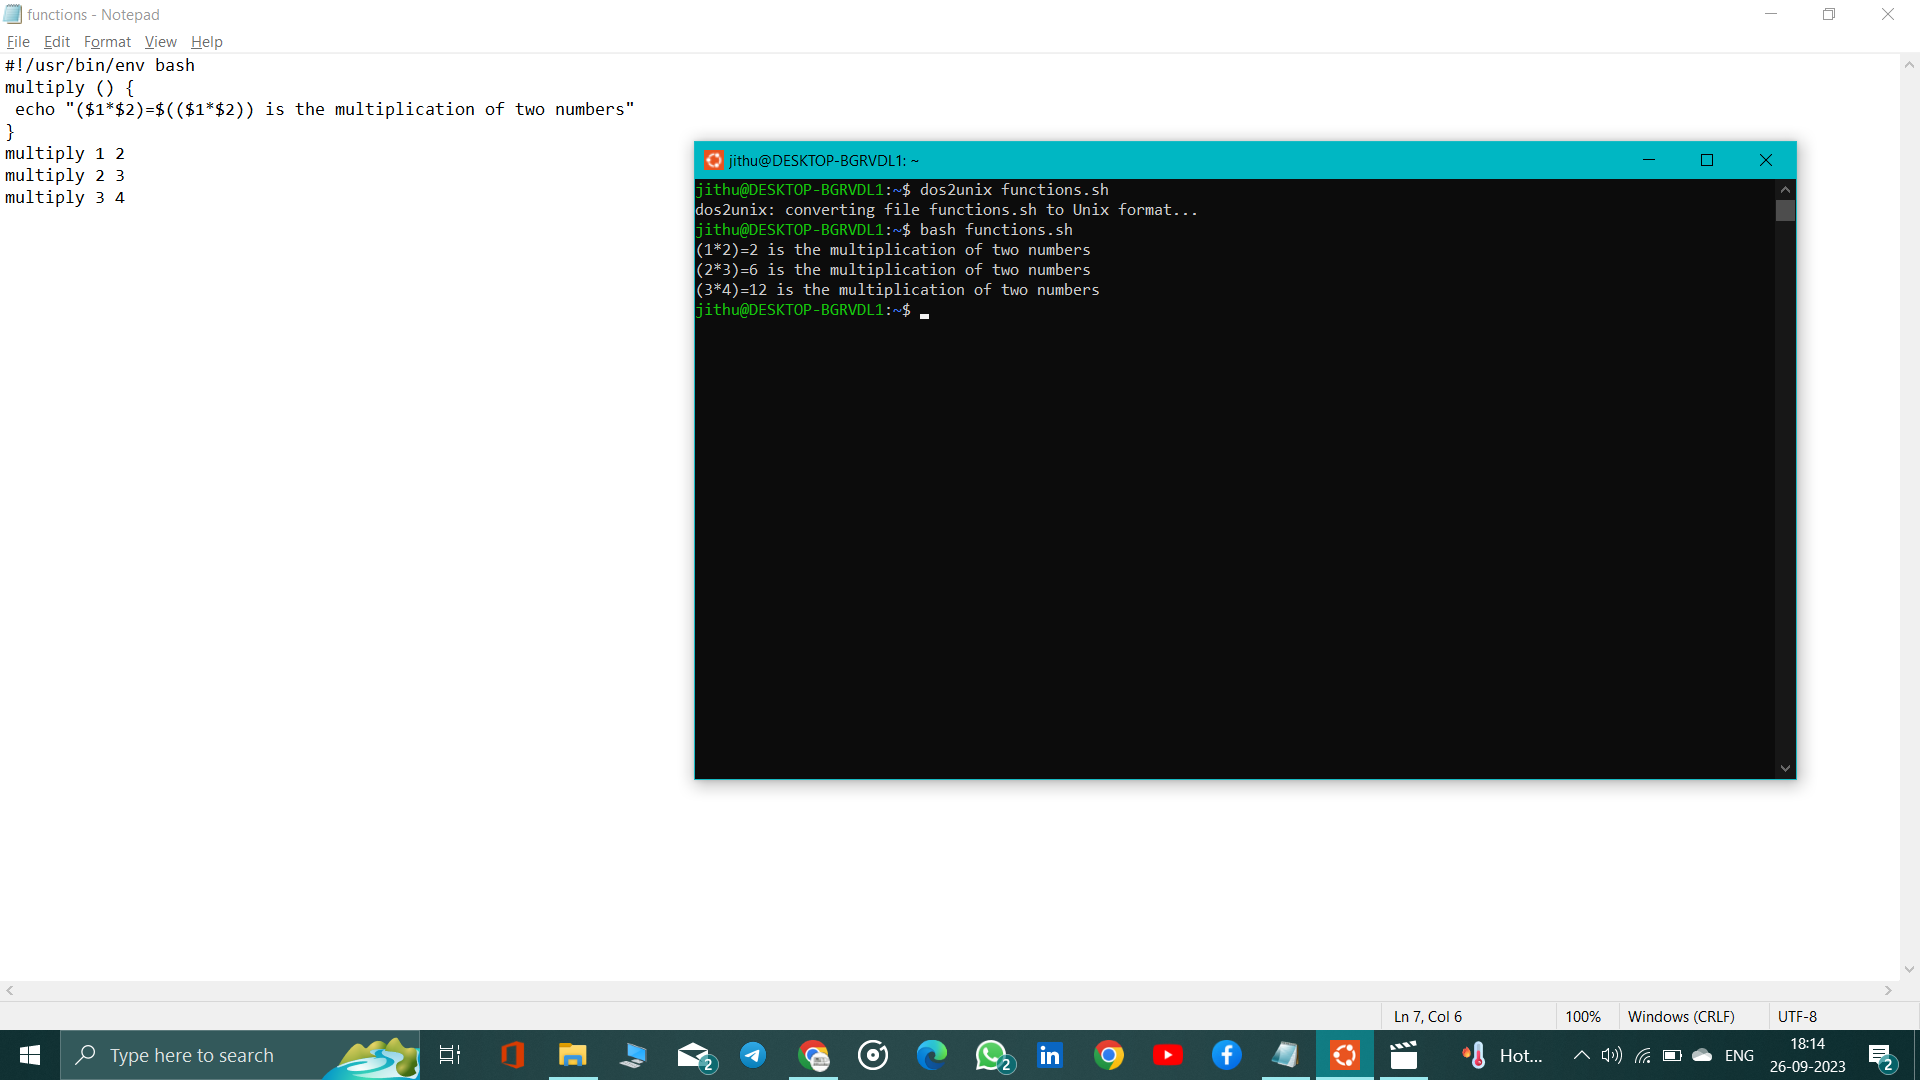 functions - Notepad
File Edit Format View Help
#!/usr/bin/env bash
multiply () {
 echo "($1*$2)=$(($1*$2)) is the multiplication of two numbers"
}
multiply 1 2
multiply 2 3
multiply 3 4
jithu@DESKTOP-BGRVDL1: ~
jithu@DESKTOP-BGRVDL1:~$ dos2unix functions.sh
dos2unix: converting file functions.sh to Unix format...
jithu@DESKTOP-BGRVDL1:~$ bash functions.sh
(1*2)=2 is the multiplication of two numbers
(2*3)=6 is the multiplication of two numbers
(3*4)=12 is the multiplication of two numbers
jithu@DESKTOP-BGRVDL1:~$
Ln 7, Col 6 100% Windows (CRLF) UTF-8
Type here to search 2 2 in Hot... ENG 18:14 2
26-09-2023